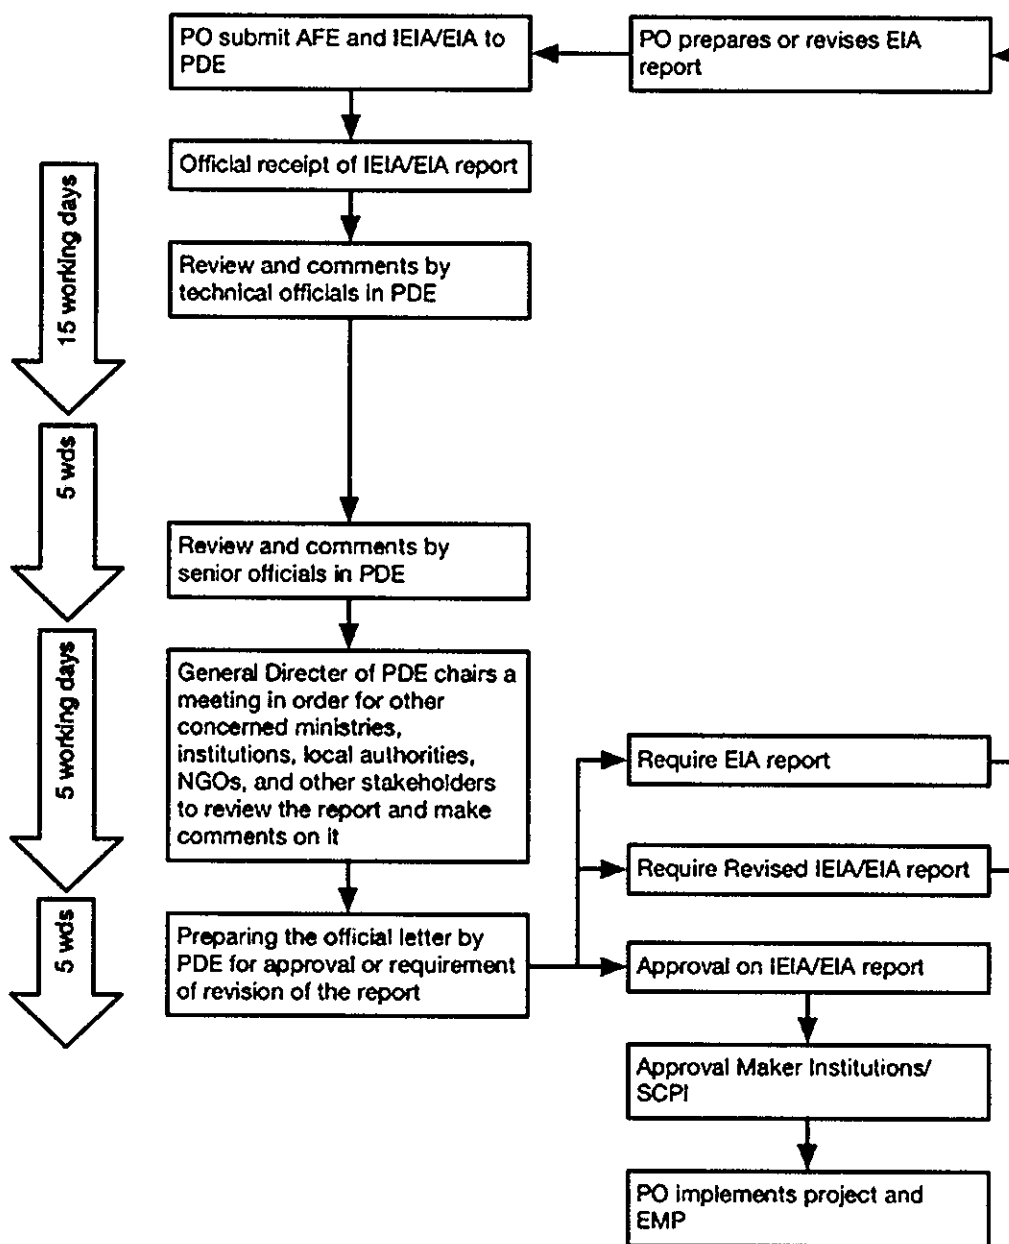 PO submit AFE and IEIA/EIA to
PDE
PO prepares or revises EIA
report
Official receipt of IEIA/EIA report
15 working days
Review and comments by
technical officials in PDE
5 wds
Review and comments by
senior officials in PDE
5 working days
General Directer of PDE chairs a
meeting in order for other
concerned ministries,
institutions, local authorities,
NGOs, and other stakeholders
to review the report and make
comments on it
Require EIA report
Require Revised IEIA/EIA report
5 wds
Preparing the official letter by
PDE for approval or requirement
of revision of the report
Approval on IEIA/EIA report
Approval Maker Institutions/
SCPI
PO implements project and
EMP